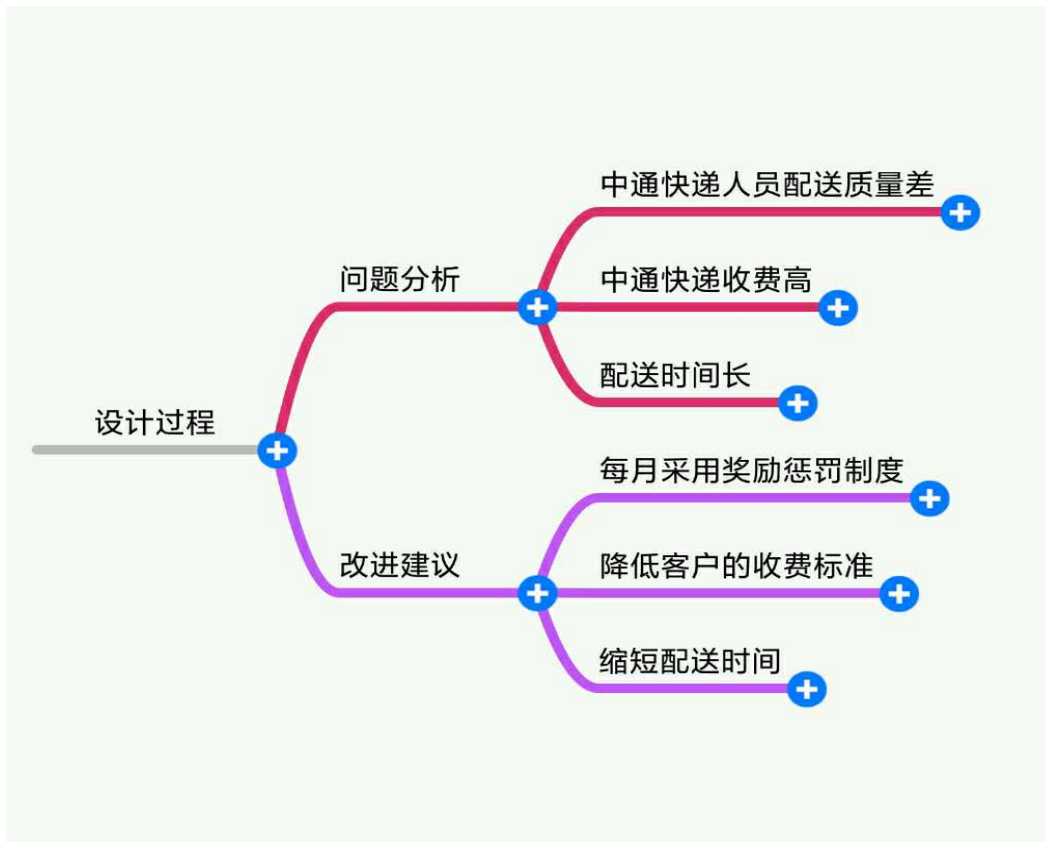 设计过程
问题分析
中通快递人员配送质量差
中通快递收费高
配送时间长
改进建议
每月采用奖励惩罚制度
降低客户的收费标准
缩短配送时间